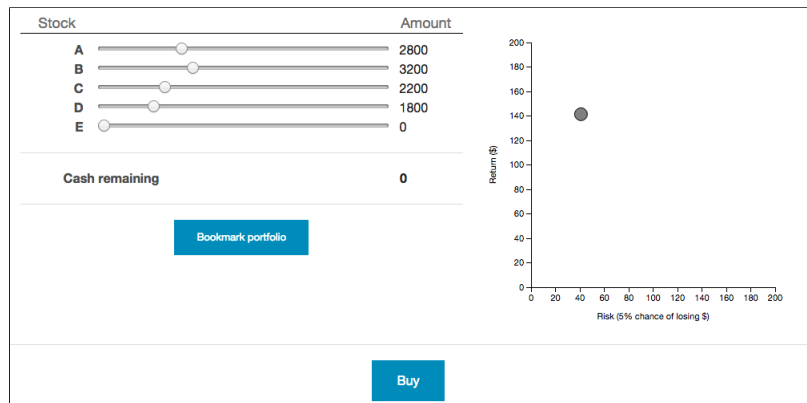 Stock Amount
A 2800
B 3200
C 2200
D 1800
E 0
Cash remaining 0
Bookmark portfolio
200
180
160
140
120
100
80
60
40
20
0
Return ($)
0 20 40 60 80 100 120 140 160 180 200
Risk (5% chance of losing $)
Buy